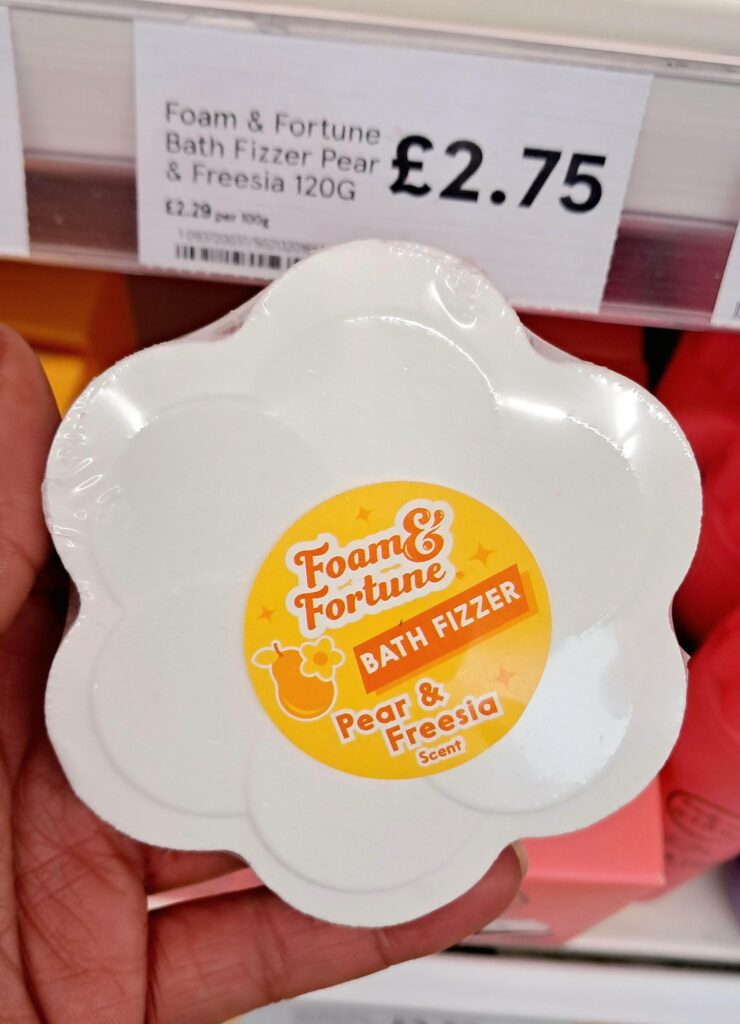 Foam & Fortune
Bath Fizzer Pear
& Freesia 120G
£2.75
£2.29 per 100g
Foam &
Fortune
BATH FIZZER
Pear &
Freesia
Scent